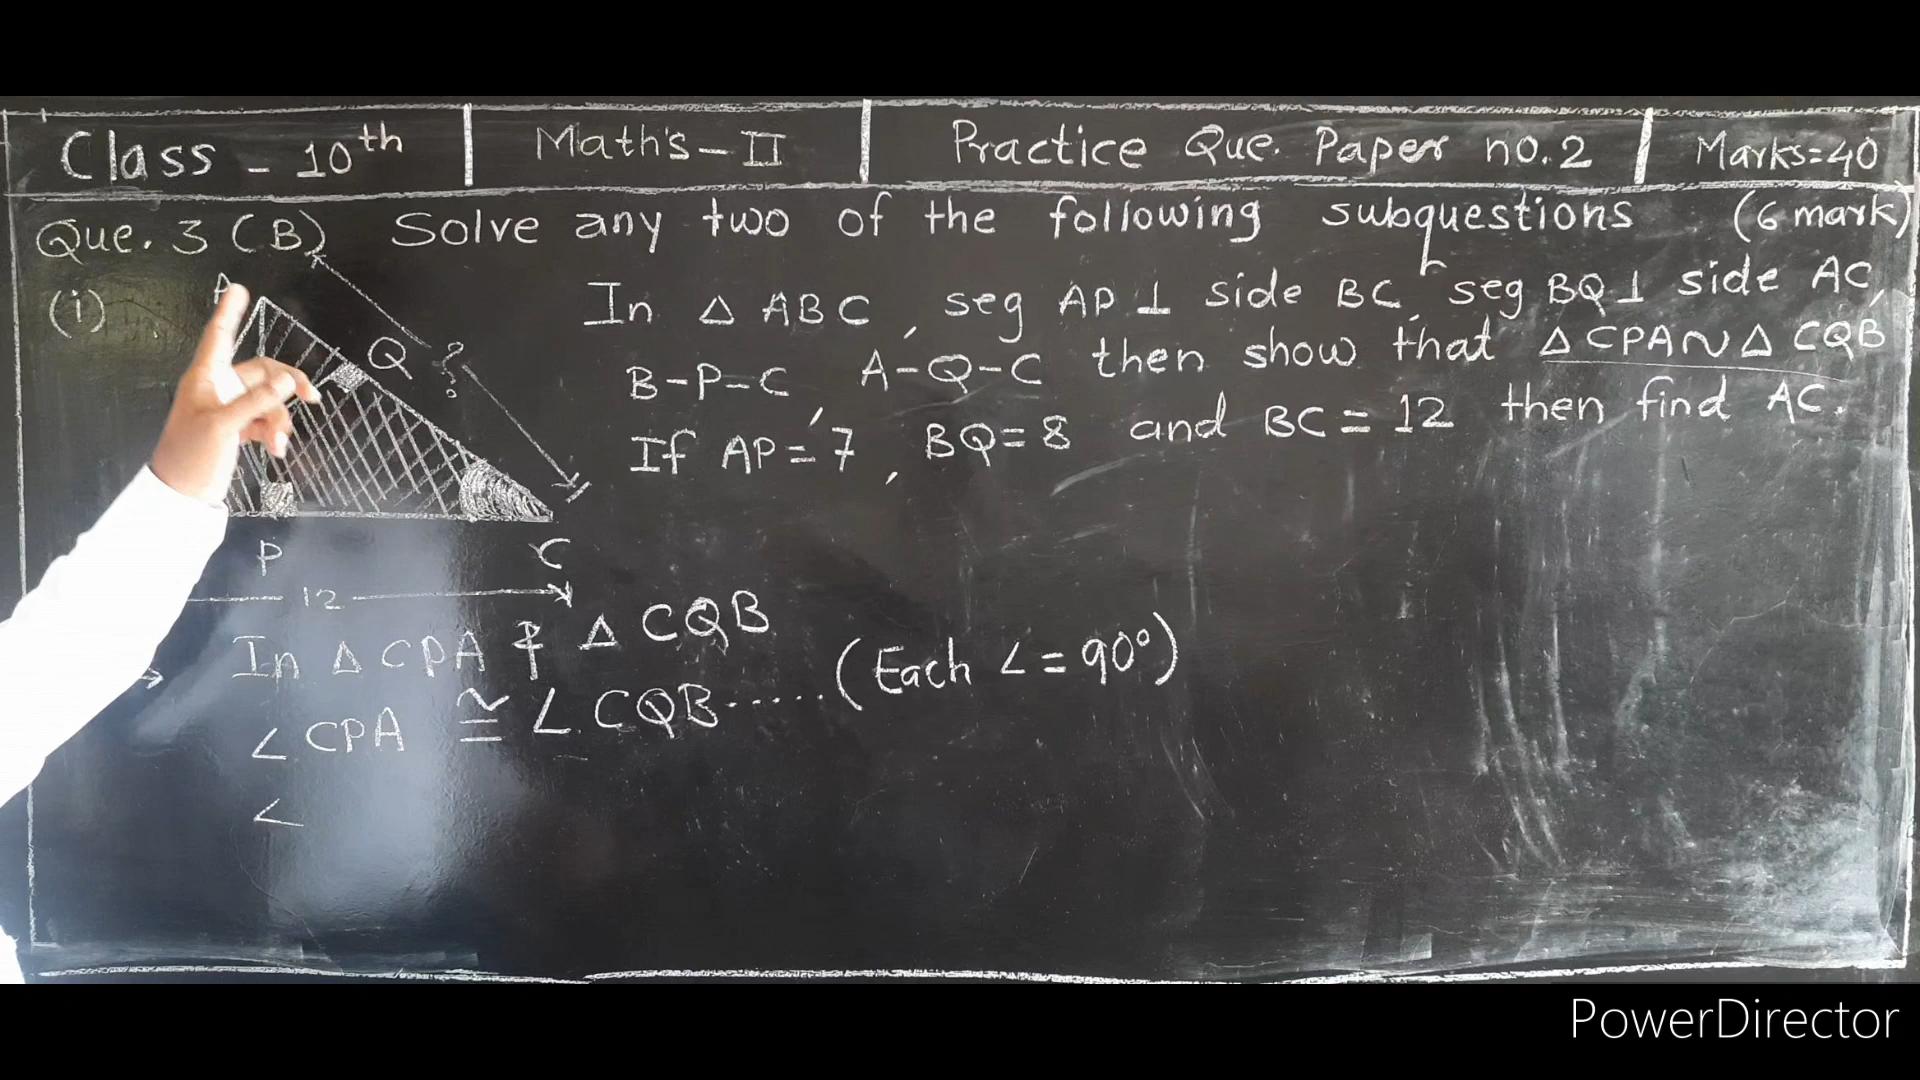 Class - 10th | Math's - II | Practice Que. Paper no. 2 | Marks=40
Que. 3 (B) Solve any two of the following subquestions (6 mark)
(i) In △ ABC, seg AP ⊥ side BC, seg BQ ⊥ side AC,
B-P-C, A-Q-C then show that △ CPA ~ △ CQB
If AP = 7, BQ = 8 and BC = 12 then find AC.
A
Q
?
P
C
12
In △ CPA & △ CQB
∠ CPA ≅ ∠ CQB ..... (Each ∠ = 90°)
∠
PowerDirector